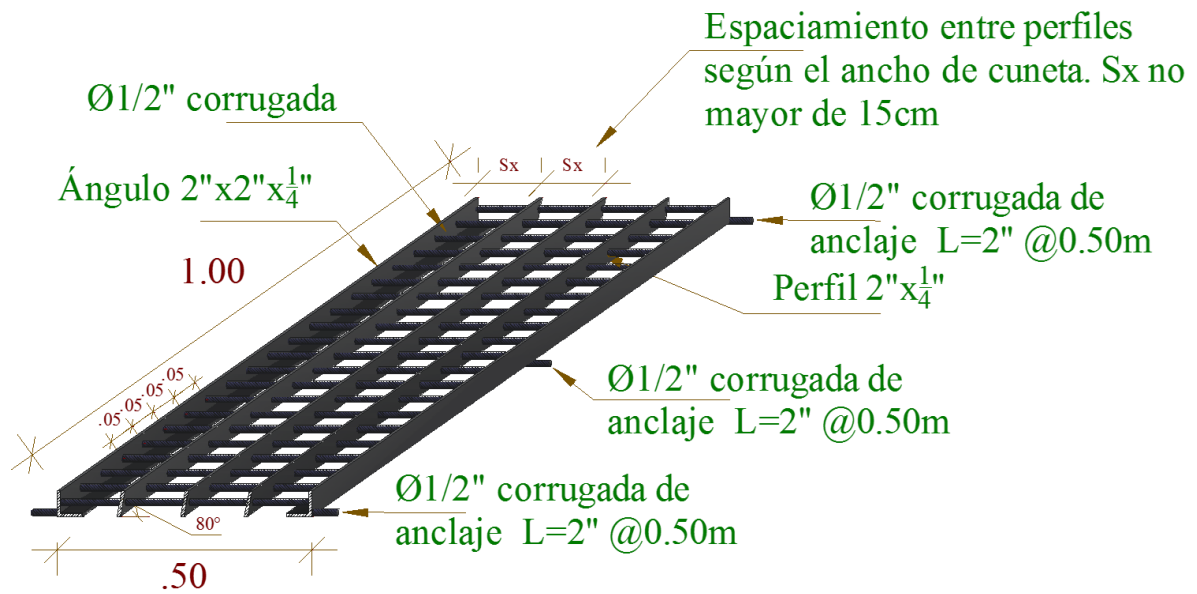 Espaciamiento entre perfiles
según el ancho de cuneta. Sx no
mayor de 15cm
Ø1/2" corrugada
Sx
Sx
Ángulo 2"x2"x1/4"
Ø1/2" corrugada de
anclaje L=2" @0.50m
1.00
Perfil 2"x1/4"
.05
.05
.05
.05
Ø1/2" corrugada de
anclaje L=2" @0.50m
Ø1/2" corrugada de
anclaje L=2" @0.50m
80°
.50